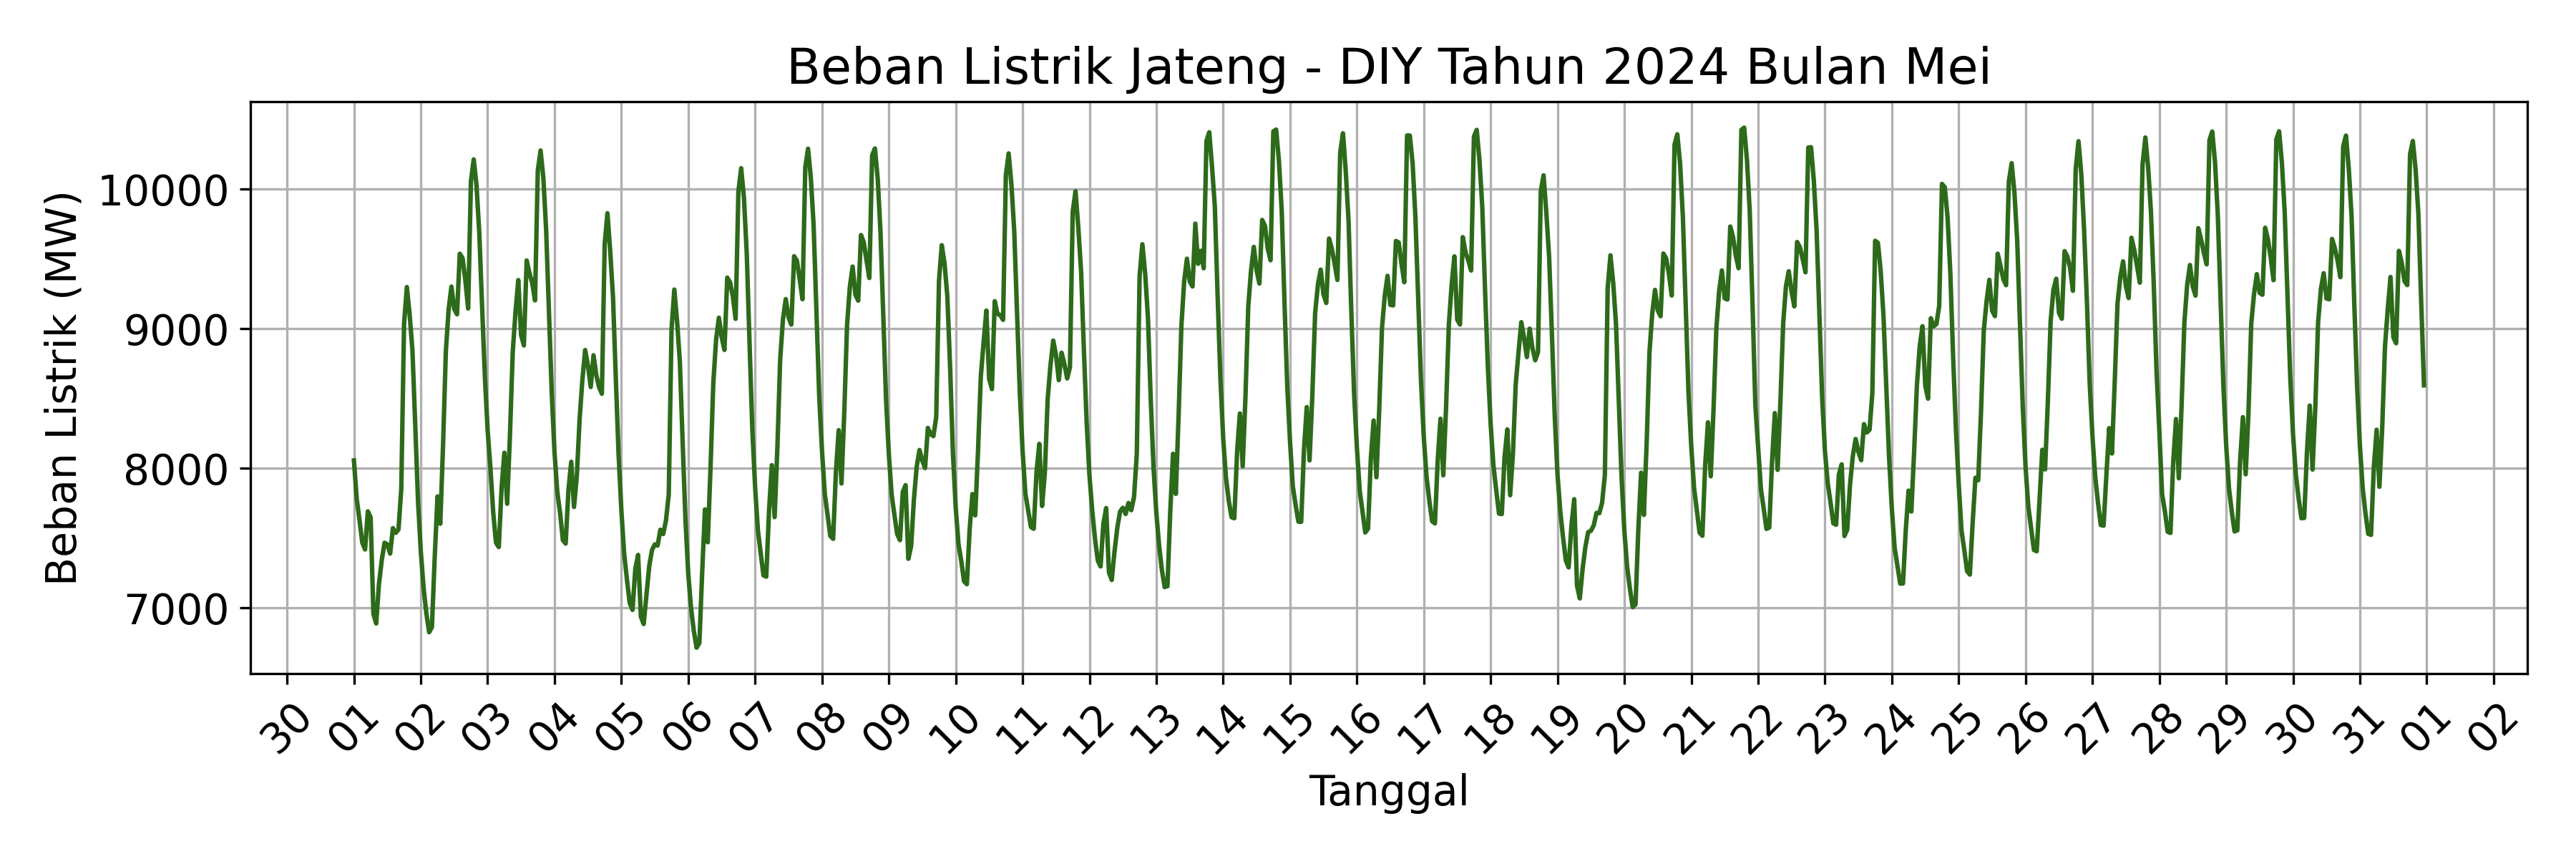 Beban Listrik Jateng - DIY Tahun 2024 Bulan Mei
Beban Listrik (MW)
10000
9000
8000
7000
30 01 02 03 04 05 06 07 08 09 10 11 12 13 14 15 16 17 18 19 20 21 22 23 24 25 26 27 28 29 30 31 01 02
Tanggal